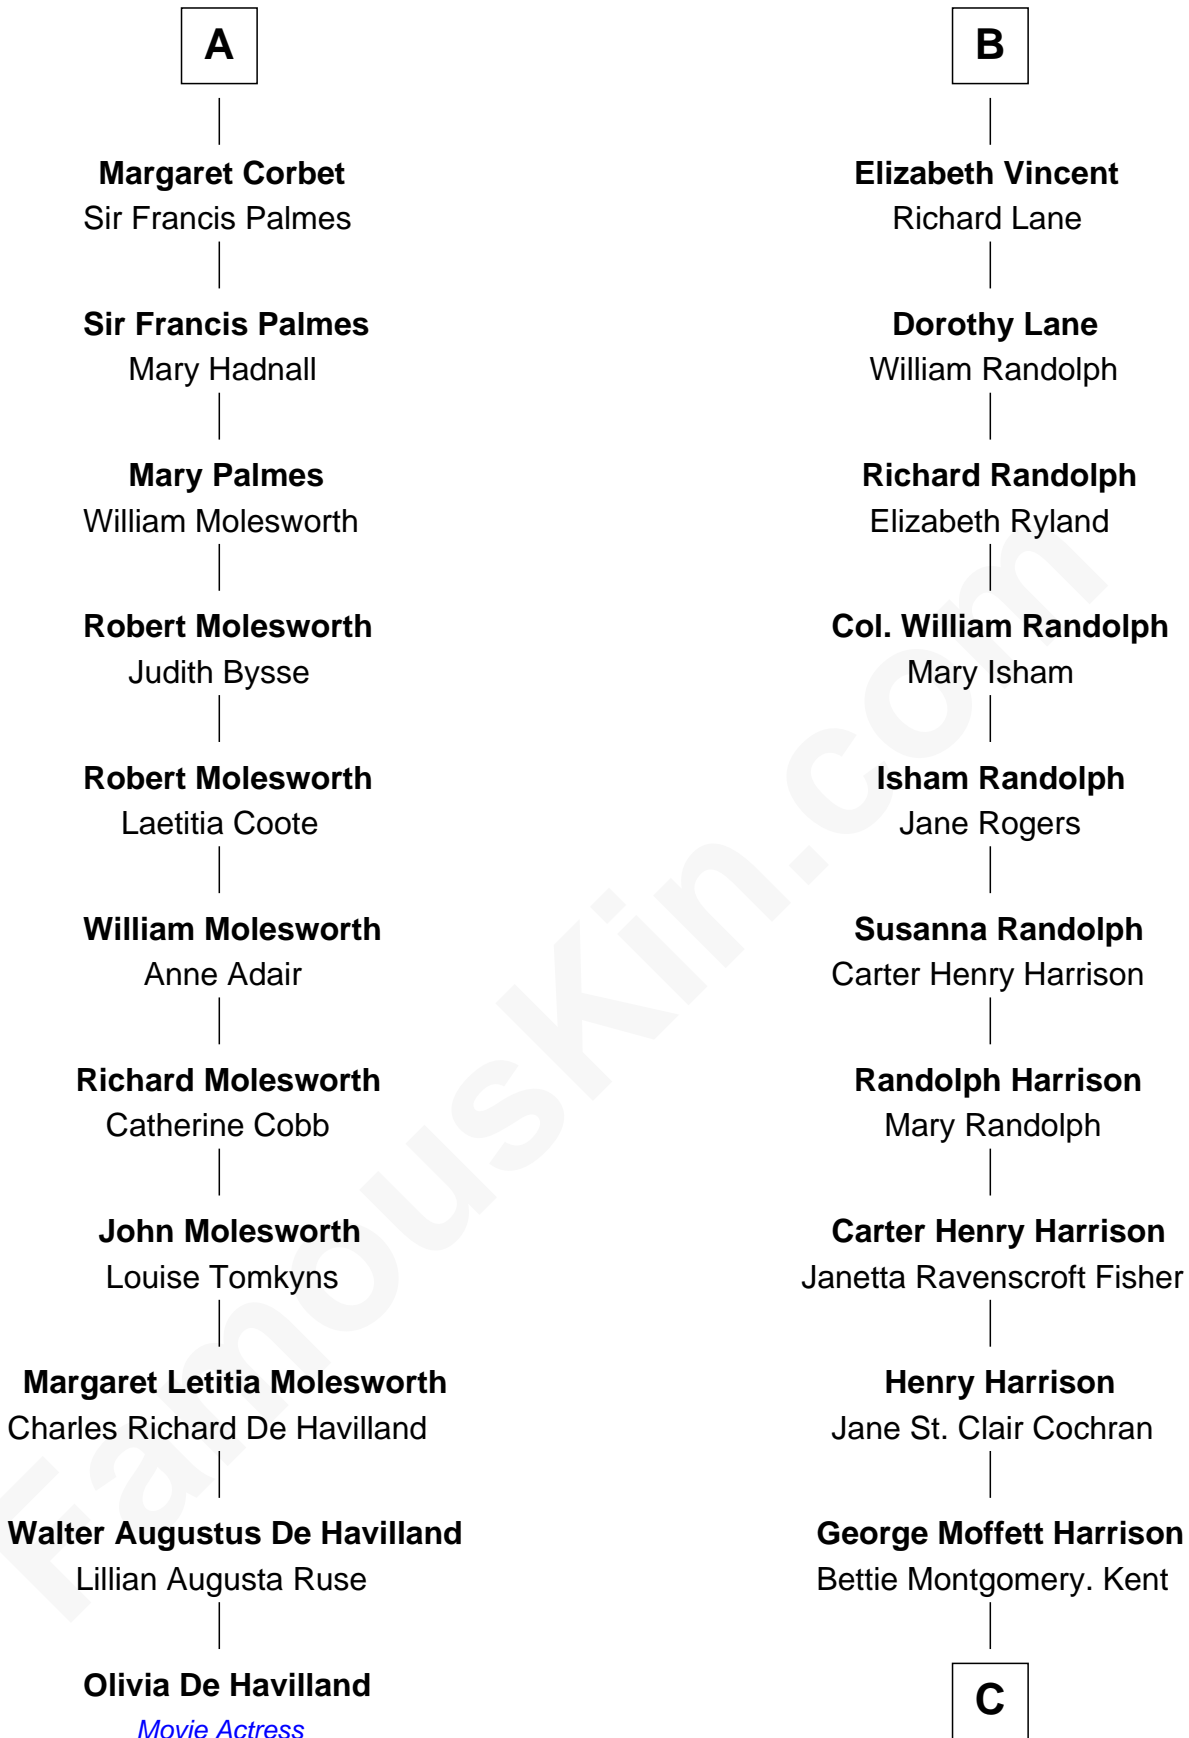 A
Margaret Corbet
Sir Francis Palmes
Sir Francis Palmes
Mary Hadnall
Mary Palmes
William Molesworth
Robert Molesworth
Judith Bysse
Robert Molesworth
Laetitia Coote
William Molesworth
Anne Adair
Richard Molesworth
Catherine Cobb
John Molesworth
Louise Tomkyns
Margaret Letitia Molesworth
Charles Richard De Havilland
Walter Augustus De Havilland
Lillian Augusta Ruse
Olivia De Havilland
Movie Actress
B
Elizabeth Vincent
Richard Lane
Dorothy Lane
William Randolph
Richard Randolph
Elizabeth Ryland
Col. William Randolph
Mary Isham
Isham Randolph
Jane Rogers
Susanna Randolph
Carter Henry Harrison
Randolph Harrison
Mary Randolph
Carter Henry Harrison
Janetta Ravenscroft Fisher
Henry Harrison
Jane St. Clair Cochran
George Moffett Harrison
Bettie Montgomery. Kent
C
FamousKin.com